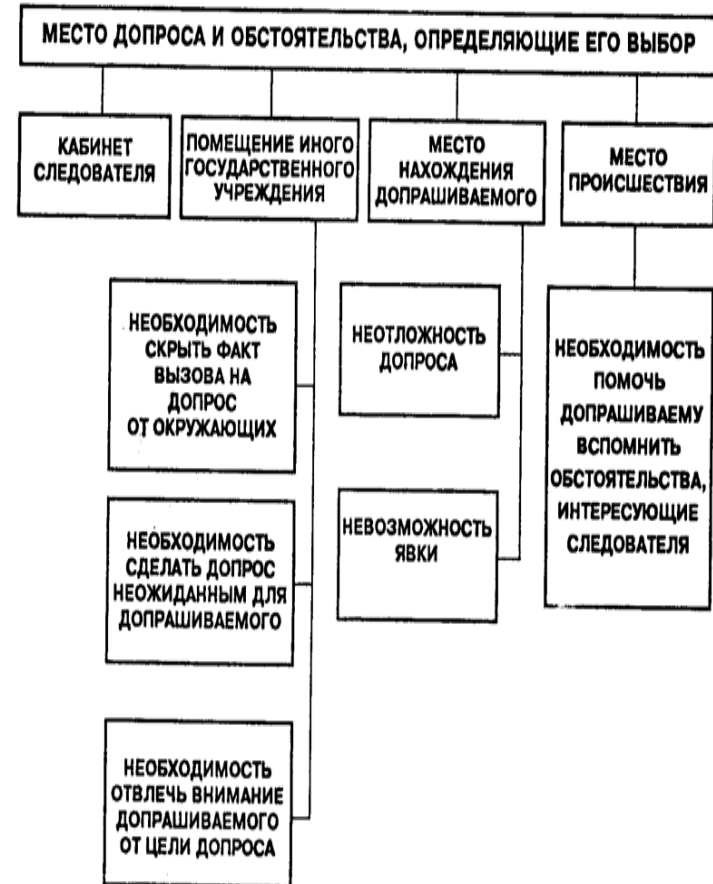 МЕСТО ДОПРОСА И ОБСТОЯТЕЛЬСТВА, ОПРЕДЕЛЯЮЩИЕ ЕГО ВЫБОР
КАБИНЕТ
СЛЕДОВАТЕЛЯ
ПОМЕЩЕНИЕ ИНОГО
ГОСУДАРСТВЕННОГО
УЧРЕЖДЕНИЯ
МЕСТО
НАХОЖДЕНИЯ
ДОПРАШИВАЕМОГО
МЕСТО
ПРОИСШЕСТВИЯ
НЕОБХОДИМОСТЬ
СКРЫТЬ ФАКТ
ВЫЗОВА НА
ДОПРОС
ОТ ОКРУЖАЮЩИХ
НЕОБХОДИМОСТЬ
СДЕЛАТЬ ДОПРОС
НЕОЖИДАННЫМ ДЛЯ
ДОПРАШИВАЕМОГО
НЕОБХОДИМОСТЬ
ОТВЛЕЧЬ ВНИМАНИЕ
ДОПРАШИВАЕМОГО
ОТ ЦЕЛИ ДОПРОСА
НЕОТЛОЖНОСТЬ
ДОПРОСА
НЕВОЗМОЖНОСТЬ
ЯВКИ
НЕОБХОДИМОСТЬ
ПОМОЧЬ
ДОПРАШИВАЕМУ
ВСПОМНИТЬ
ОБСТОЯТЕЛЬСТВА,
ИНТЕРЕСУЮЩИЕ
СЛЕДОВАТЕЛЯ